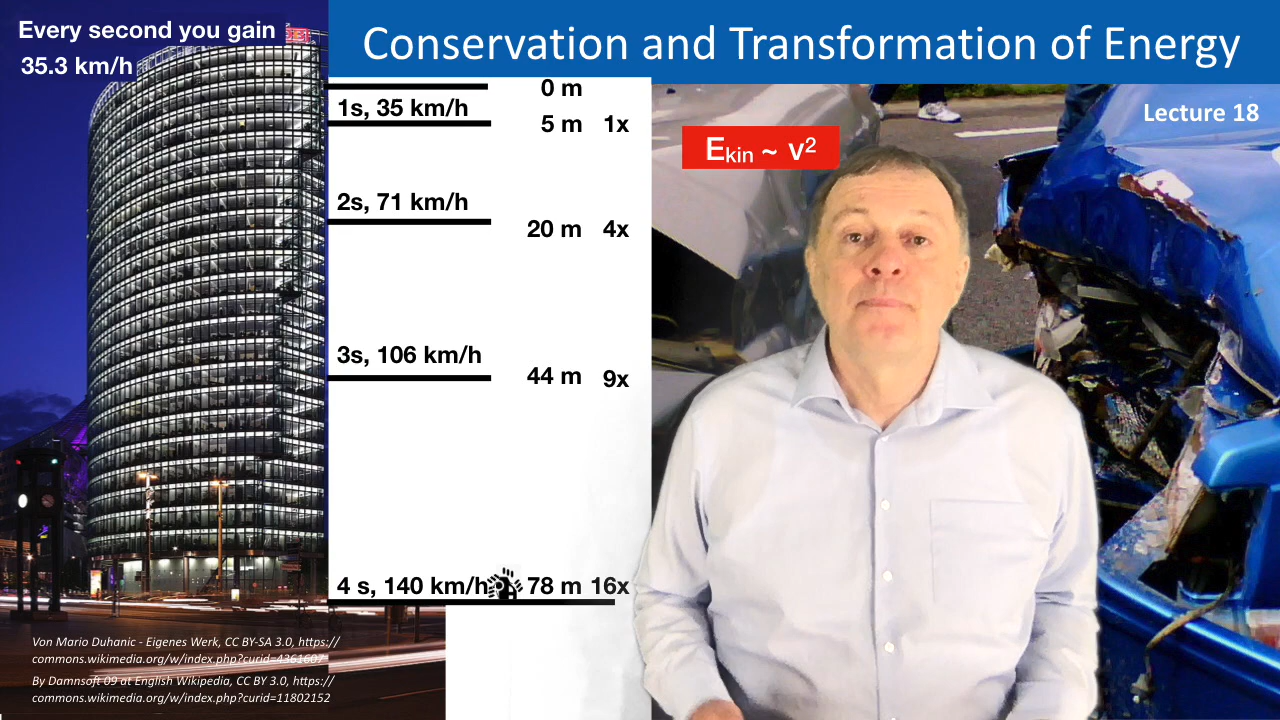 Every second you gain
35.3 km/h
Conservation and Transformation of Energy
Lecture 18
0 m
1s, 35 km/h
5 m 1x
2s, 71 km/h
20 m 4x
3s, 106 km/h
44 m 9x
4 s, 140 km/h 78 m 16x
Ekin ~ v²
Von Mario Duhanic - Eigenes Werk, CC BY-SA 3.0, https://
commons.wikimedia.org/w/index.php?curid=4361607
By Damnsoft 09 at English Wikipedia, CC BY 3.0, https://
commons.wikimedia.org/w/index.php?curid=11802152